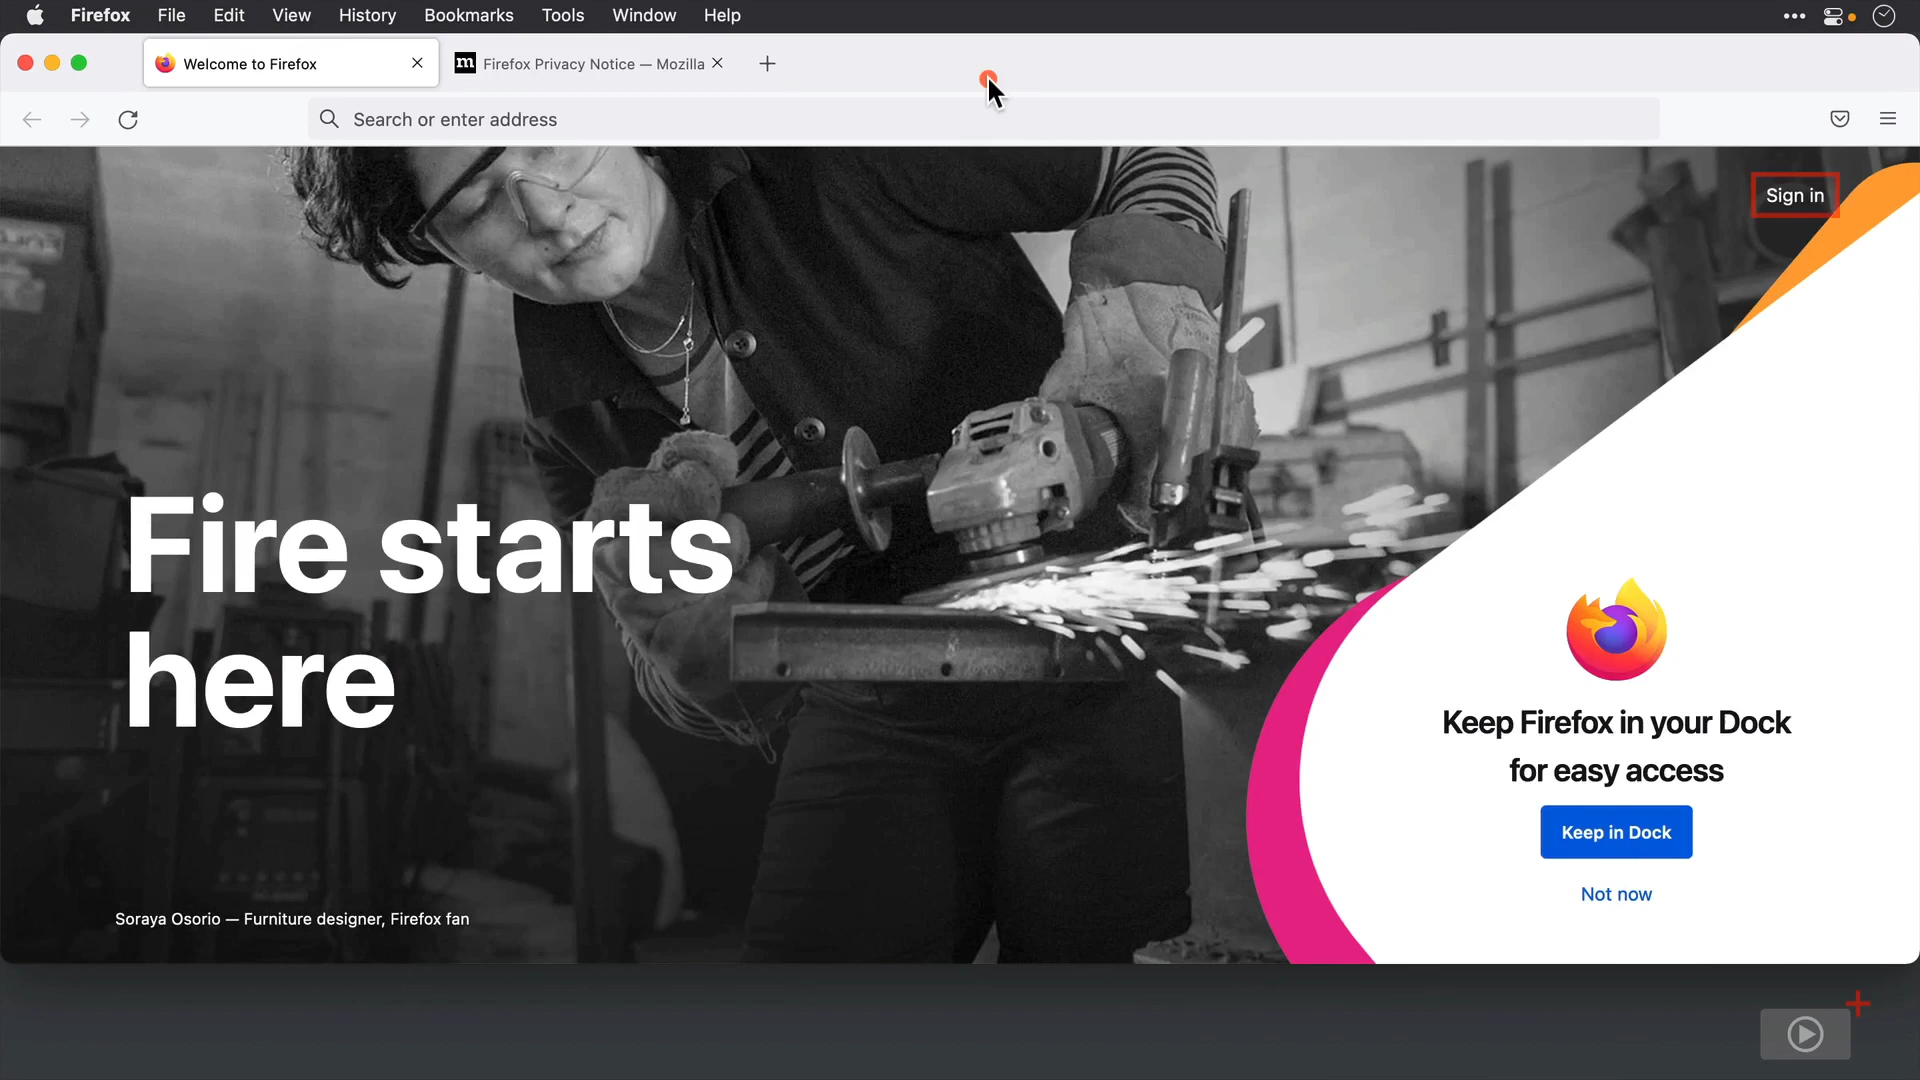 Firefox File Edit View History Bookmarks Tools Window Help
Welcome to Firefox
m Firefox Privacy Notice — Mozilla
Search or enter address
Sign in
Fire starts
here
Keep Firefox in your Dock
for easy access
Keep in Dock
Not now
Soraya Osorio — Furniture designer, Firefox fan